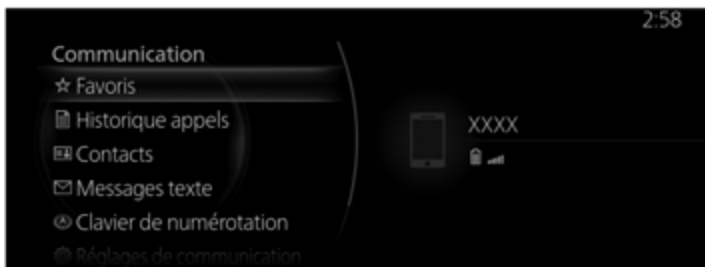 2:58
Communication
Favoris
Historique appels
Contacts
Messages texte
Clavier de numérotation
Réglages de communication
XXXX